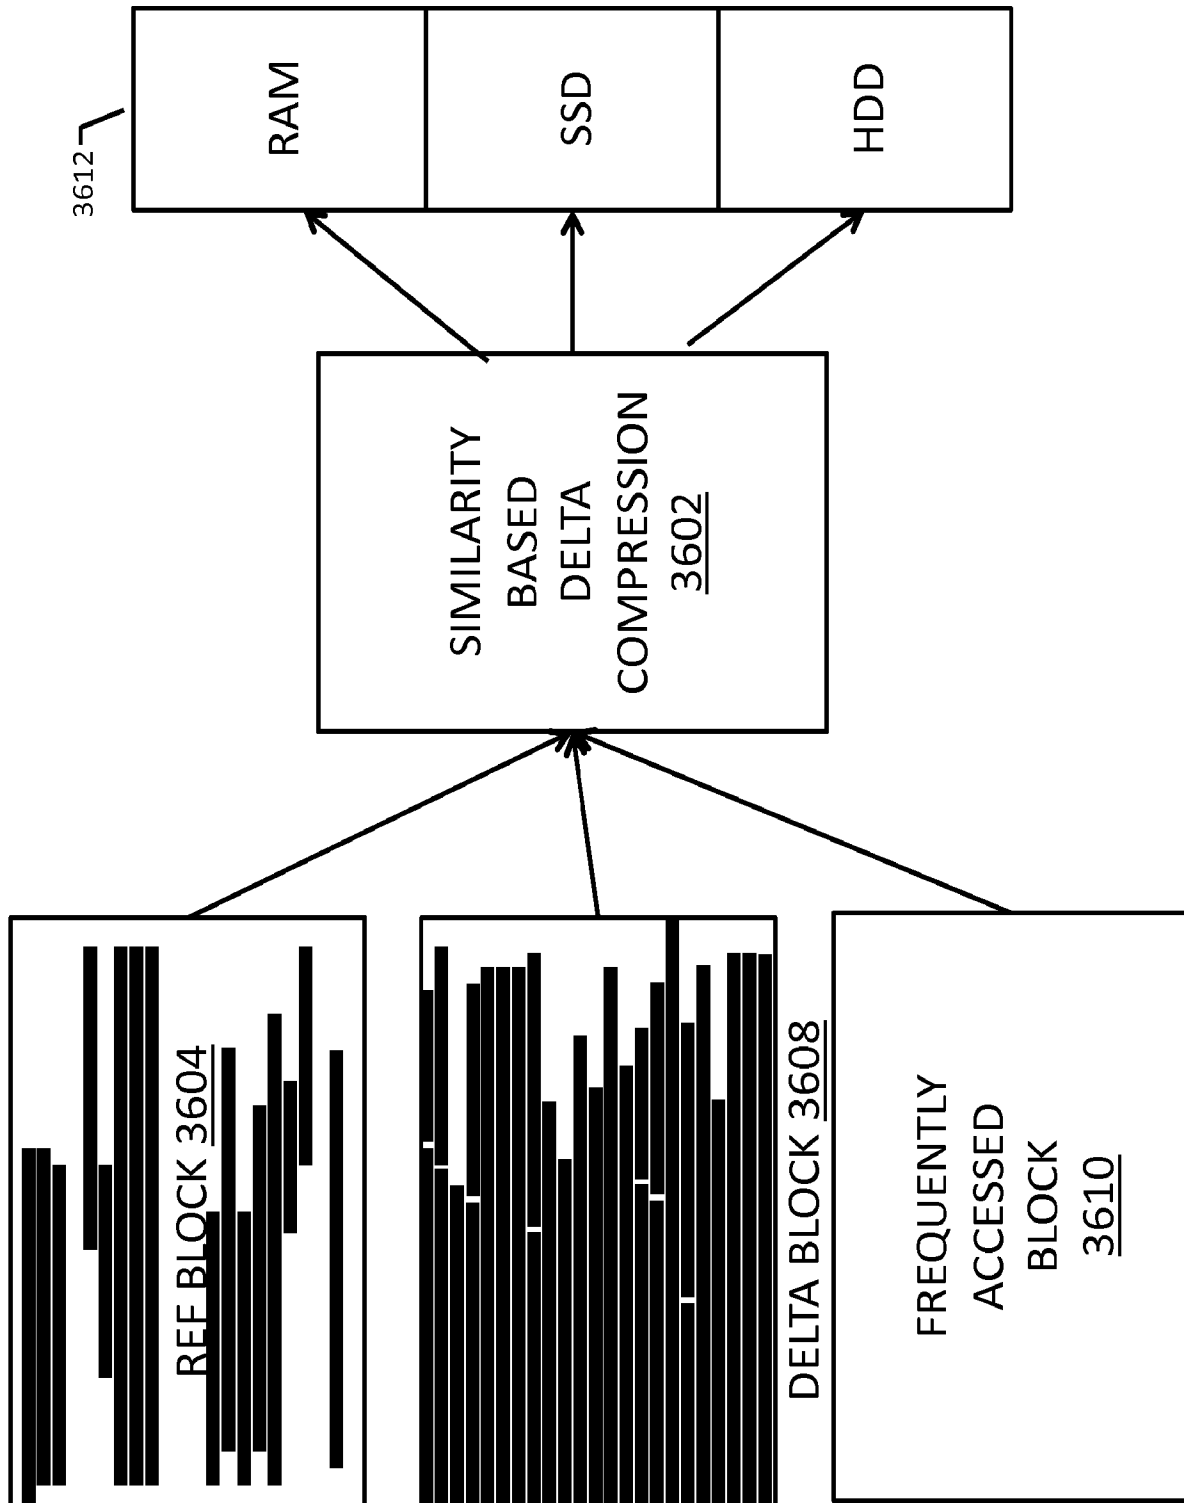 REF BLOCK 3604
DELTA BLOCK 3608
FREQUENTLY
ACCESSED
BLOCK
3610
SIMILARITY
BASED
DELTA
COMPRESSION
3602
3612
RAM
SSD
HDD